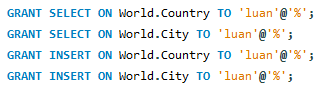 GRANT SELECT ON World.Country TO 'luan'@'%';
GRANT SELECT ON World.City TO 'luan'@'%';
GRANT INSERT ON World.Country TO 'luan'@'%';
GRANT INSERT ON World.City TO 'luan'@'%';